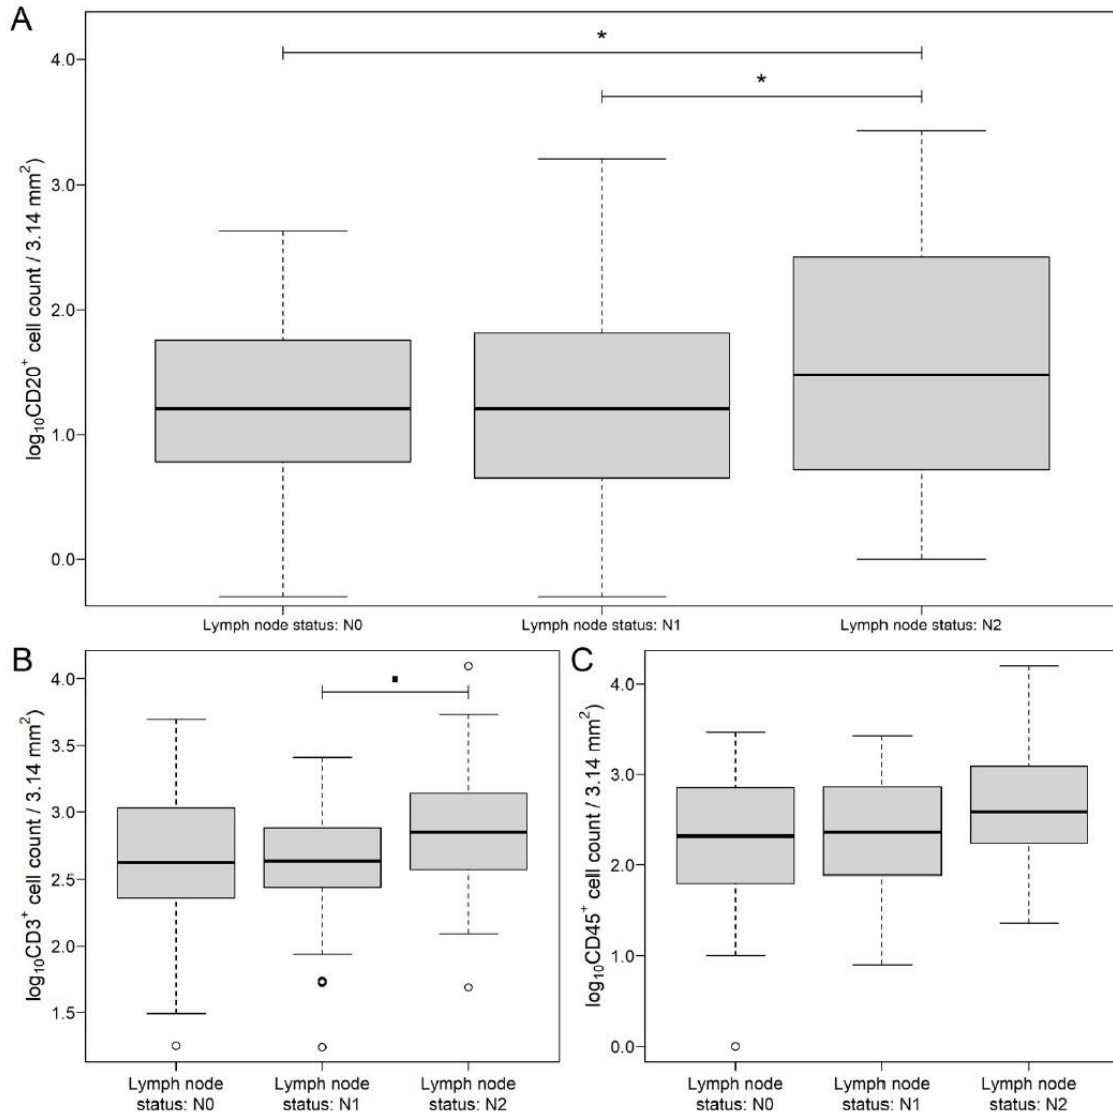 A
*
*
4.0
3.0
2.0
1.0
0.0
log₁₀CD20⁺ cell count / 3.14 mm²)
Lymph node status: N0
Lymph node status: N1
Lymph node status: N2
B
4.0
3.5
3.0
2.5
2.0
1.5
log₁₀CD3⁺ cell count / 3.14 mm²)
Lymph node
status: N0
Lymph node
status: N1
Lymph node
status: N2
C
4.0
3.0
2.0
1.0
0.0
log₁₀CD45⁺ cell count / 3.14 mm²)
Lymph node
status: N0
Lymph node
status: N1
Lymph node
status: N2